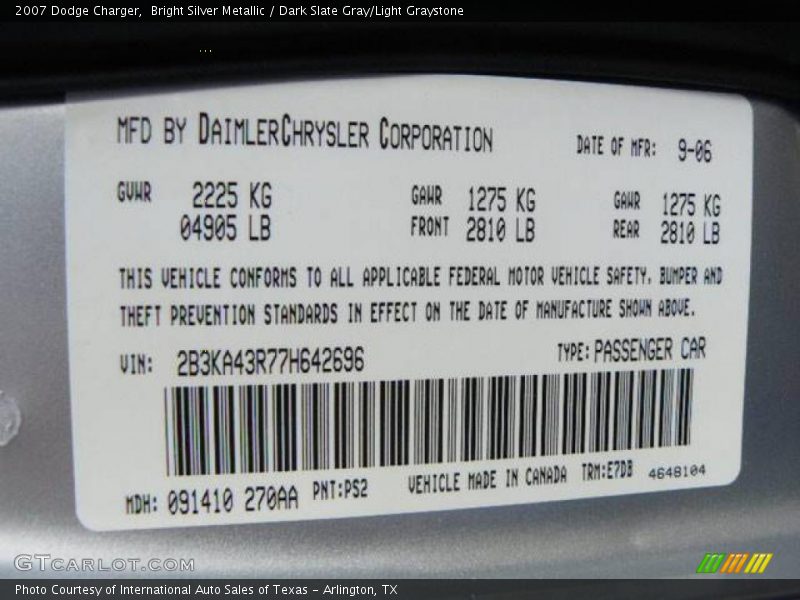 2007 Dodge Charger,  Bright Silver Metallic / Dark Slate Gray/Light Graystone
...
MFD BY DAIMLERCHRYSLER CORPORATION DATE OF MFR: 9-06
GVWR 2225 KG GAWR 1275 KG GAWR 1275 KG
04905 LB FRONT 2810 LB REAR 2810 LB
THIS VEHICLE CONFORMS TO ALL APPLICABLE FEDERAL MOTOR VEHICLE SAFETY, BUMPER AND
THEFT PREVENTION STANDARDS IN EFFECT ON THE DATE OF MANUFACTURE SHOWN ABOVE.
VIN: 2B3KA43R77H642696 TYPE: PASSENGER CAR
MDH: 091410 270AA PNT:PS2 VEHICLE MADE IN CANADA TRM:E7DB 4648104
GTCARLOT.COM
Photo Courtesy of International Auto Sales of Texas - Arlington, TX